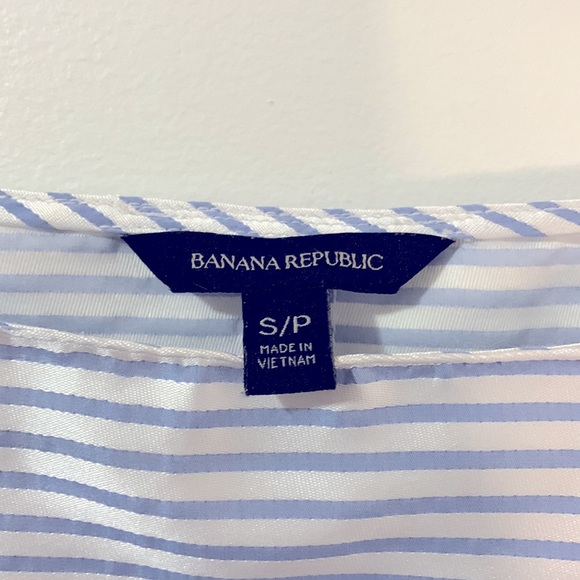 BANANA REPUBLIC
S/P
MADE IN
VIETNAM